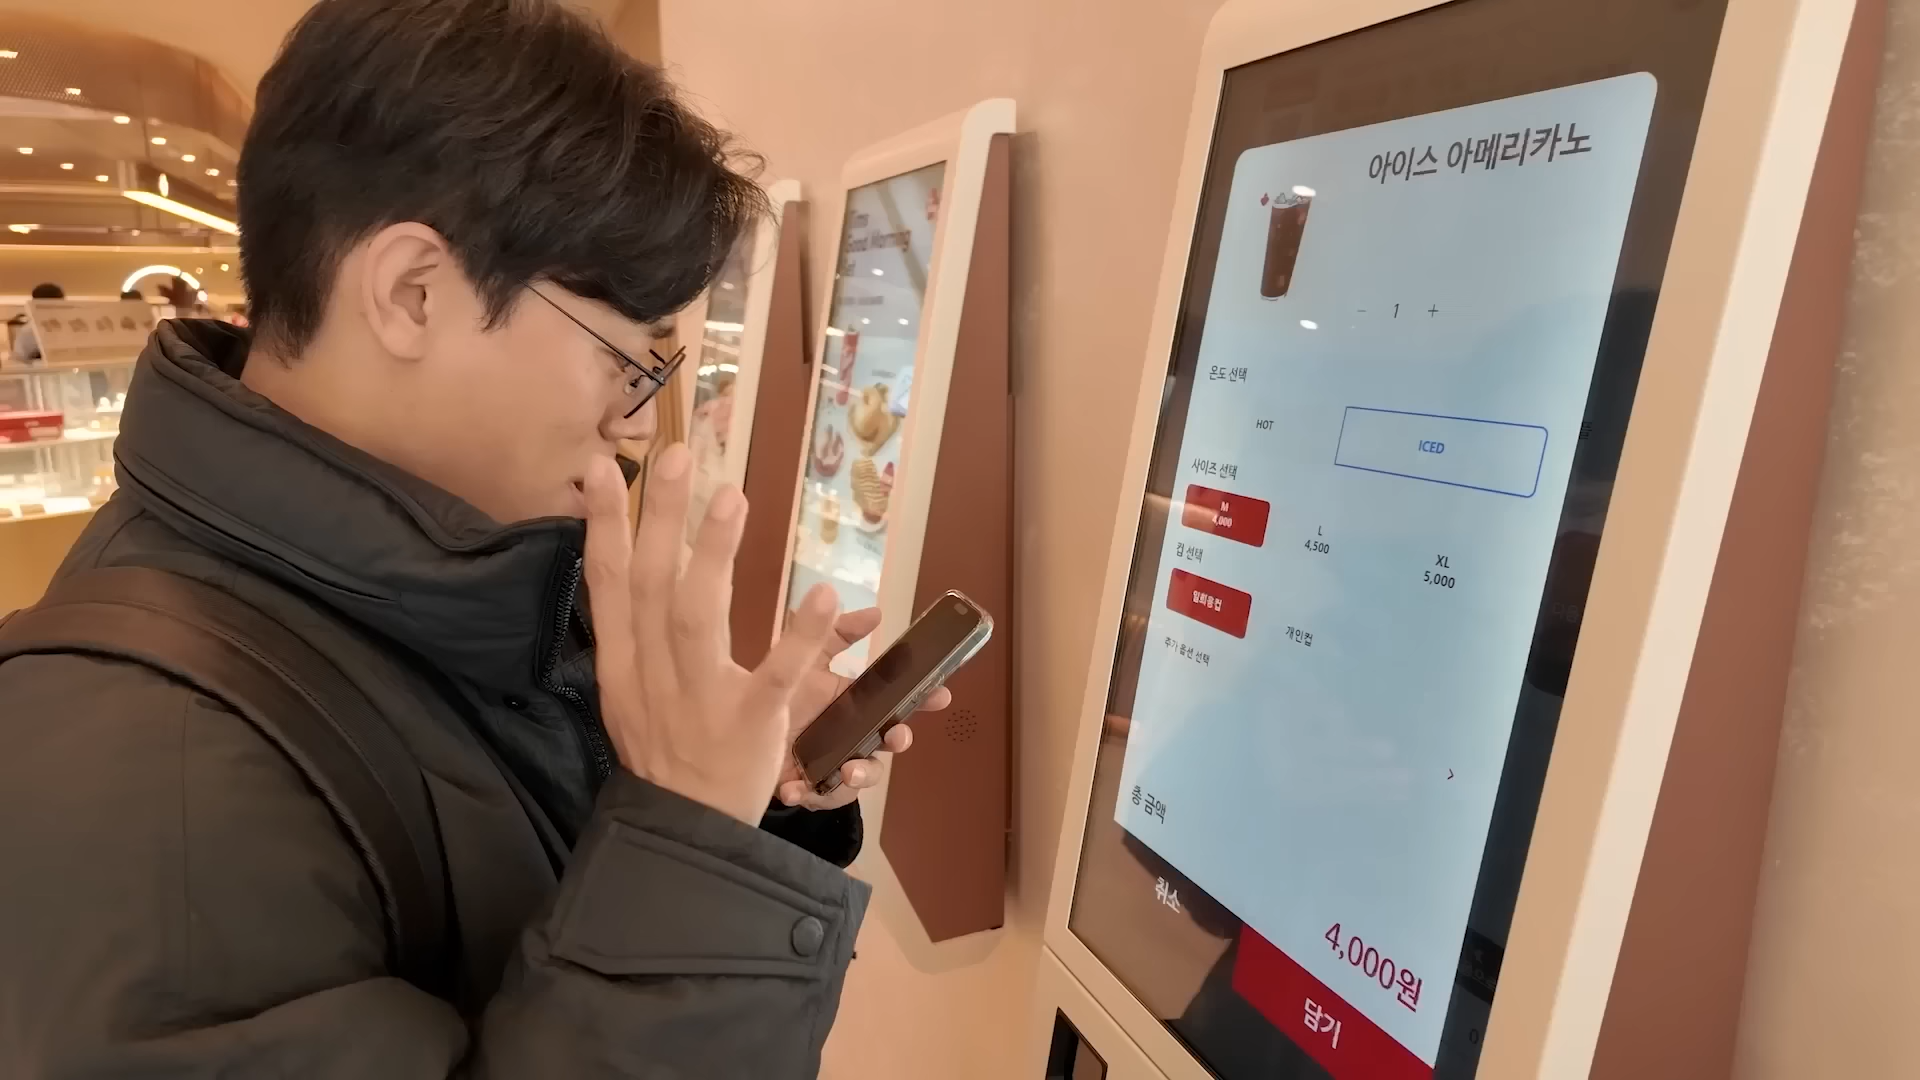 아이스 아메리카노
− 1 +
온도 선택
HOT
ICED
사이즈 선택
M
4,000
L
4,500
XL
5,000
컵 선택
일회용컵
개인컵
추가 옵션 선택
총 금액
4,000원
취소
담기
Good Morning